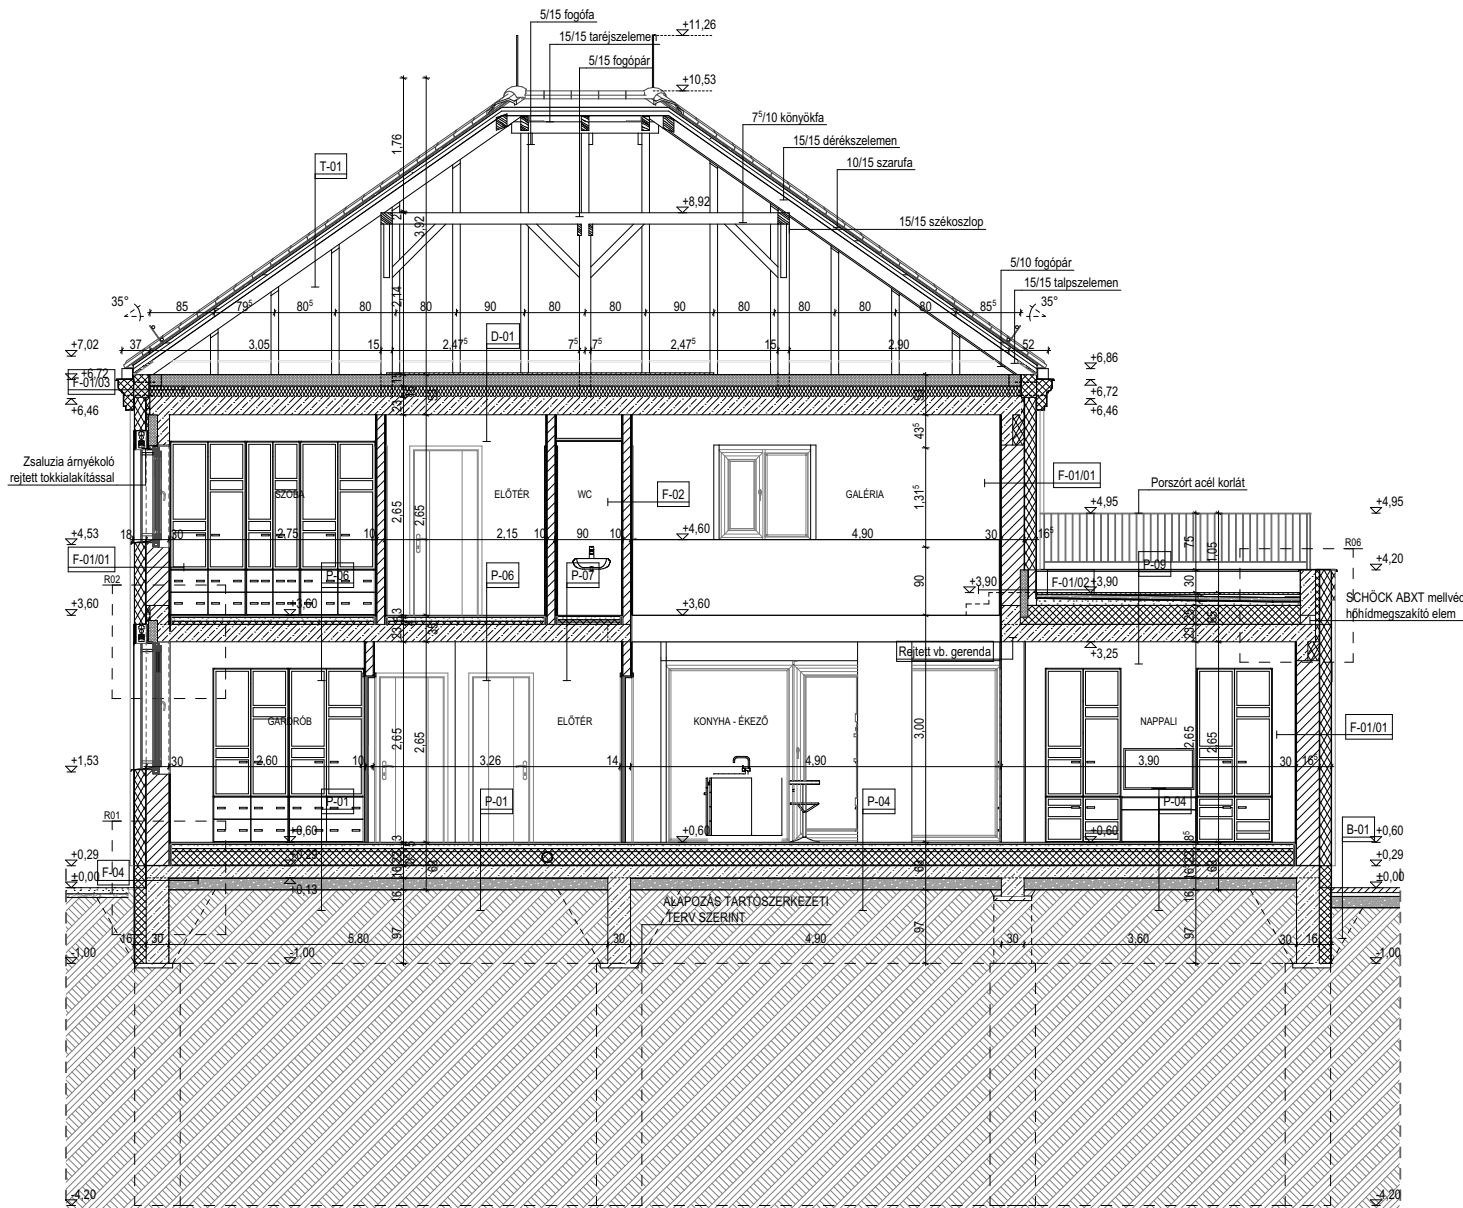 5/15 fogófa
+11,26
15/15 taréjszelemen
5/15 fogópár
+10,53
7⁵/10 könyökfa
15/15 dérékszelemen
10/15 szarufa
1,76
T-01
+8,92
3,92
15/15 székoszlop
5/10 fogópár
15/15 talpszelemen
2,14
35°
85
79⁵
80⁵
80
80
90
80
80
90
80
80
80
85⁵
35°
D-01
+7,02
37
3,05
15
2,47⁵
7⁵
7⁵
2,47⁵
15
2,90
52
+6,86
+6,72
F-01/03
+6,72
+6,46
+6,46
43⁵
Zsaluzia árnyékoló
rejtett tokkialakítással
SZOBA
ELŐTÉR
WC
F-02
GALÉRIA
F-01/01
Porszórt acél korlát
1,31⁵
2,65
2,65
+4,95
+4,95
+4,53
18
30
2,75
10
2,15
10
90
10
+4,60
4,90
30
16⁵
75
1,05
R06
F-01/01
R02
P-06
P-06
P-07
90
+3,90
F-01/02
+3,90
P-09
30
+4,20
+3,60
+3,60
+3,60
SCHÖCK ABXT mellvéd
hőhídmegszakító elem
Rejtett vb. gerenda
+3,25
GARDRÓB
ELŐTÉR
KONYHA - ÉKEZŐ
NAPPALI
F-01/01
2,65
2,65
3,00
2,65
2,65
+1,53
30
2,60
10
3,26
14
4,90
3,90
30
16⁵
P-01
P-01
P-04
P-04
R01
B-01
+0,60
+0,60
+0,60
+0,60
+0,29
+0,29
+0,29
F-04
+0,00
+0,00
ALAPOZÁS TARTÓSZERKEZETI
TERV SZERINT
97
97
97
16
30
5,80
30
4,90
30
3,60
30
16
-1,00
-1,00
-1,00
-4,20
-4,20